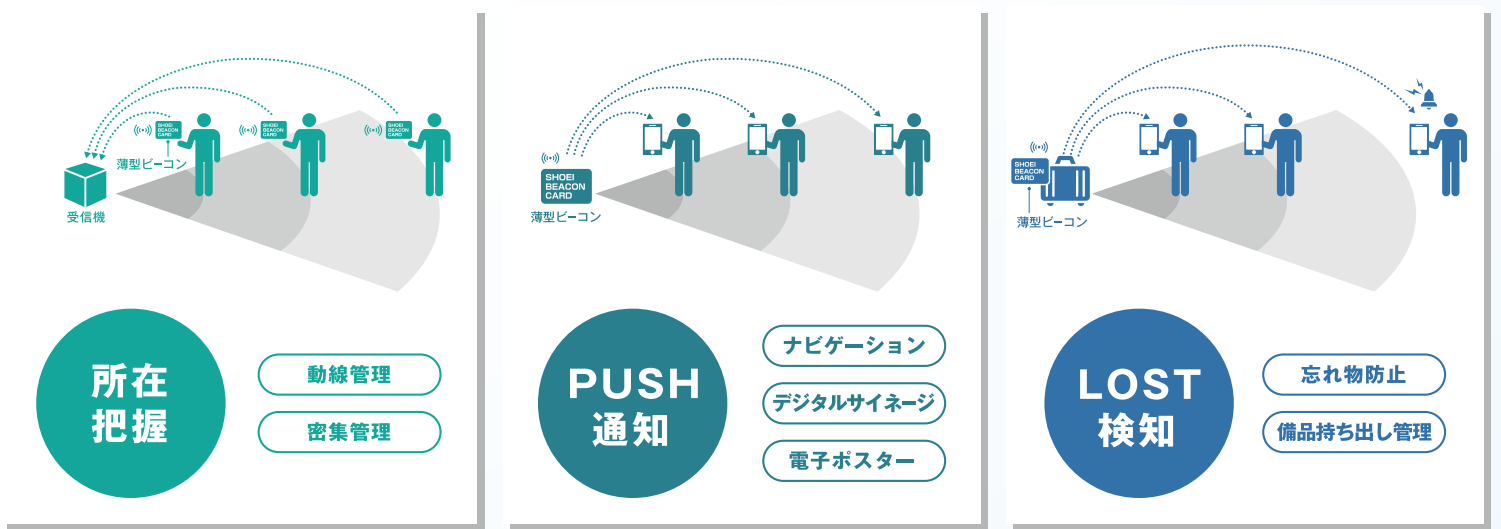 SHOEI
BEACON
CARD
SHOEI
BEACON
CARD
SHOEI
BEACON
CARD
薄型ビーコン
受信機
所在
把握
動線管理
密集管理
SHOEI
BEACON
CARD
薄型ビーコン
PUSH
通知
ナビゲーション
デジタルサイネージ
電子ポスター
SHOEI
BEACON
CARD
薄型ビーコン
LOST
検知
忘れ物防止
備品持ち出し管理